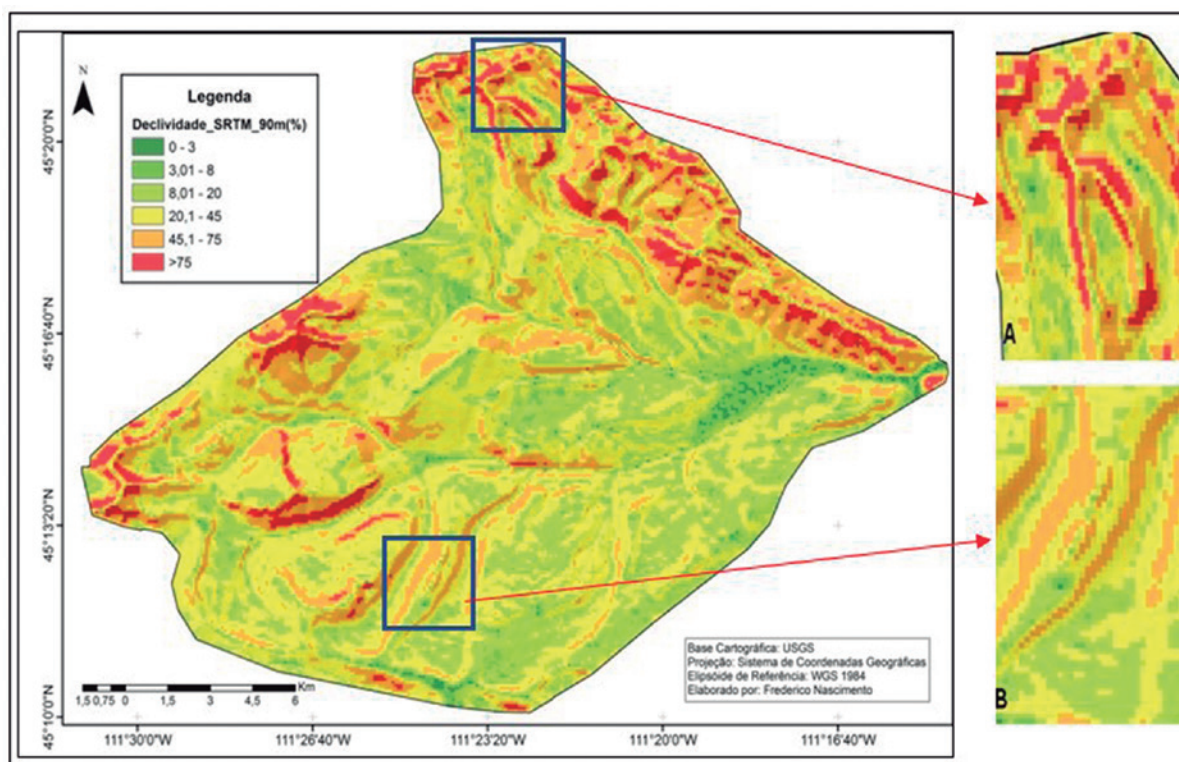 N
Legenda
Declividade_SRTM_90m(%)
0 - 3
3,01 - 8
8,01 - 20
20,1 - 45
45,1 - 75
>75
45°20'0"N
45°16'40"N
45°13'20"N
45°10'0"N
Km
1,5 0,75 0 1,5 3 4,5 6
Base Cartográfica: USGS
Projeção: Sistema de Coordenadas Geográficas
Elipsóide de Referência: WGS 1984
Elaborado por: Frederico Nascimento
111°30'0"W 111°26'40"W 111°23'20"W 111°20'0"W 111°16'40"W
A
B